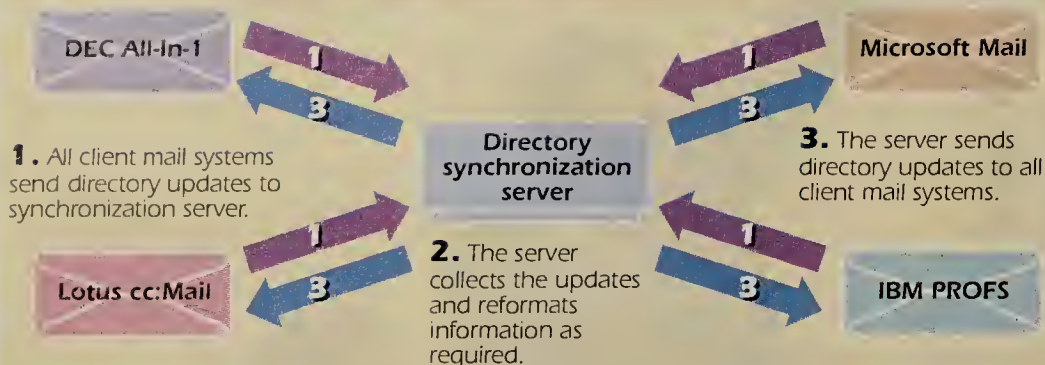 DEC All-In-1
1
3
Microsoft Mail
1
3
1. All client mail systems
send directory updates to
synchronization server.
Directory
synchronization
server
3. The server sends
directory updates to all
client mail systems.
Lotus cc:Mail
1
3
2. The server
collects the updates
and reformats
information as
required.
1
3
IBM PROFS